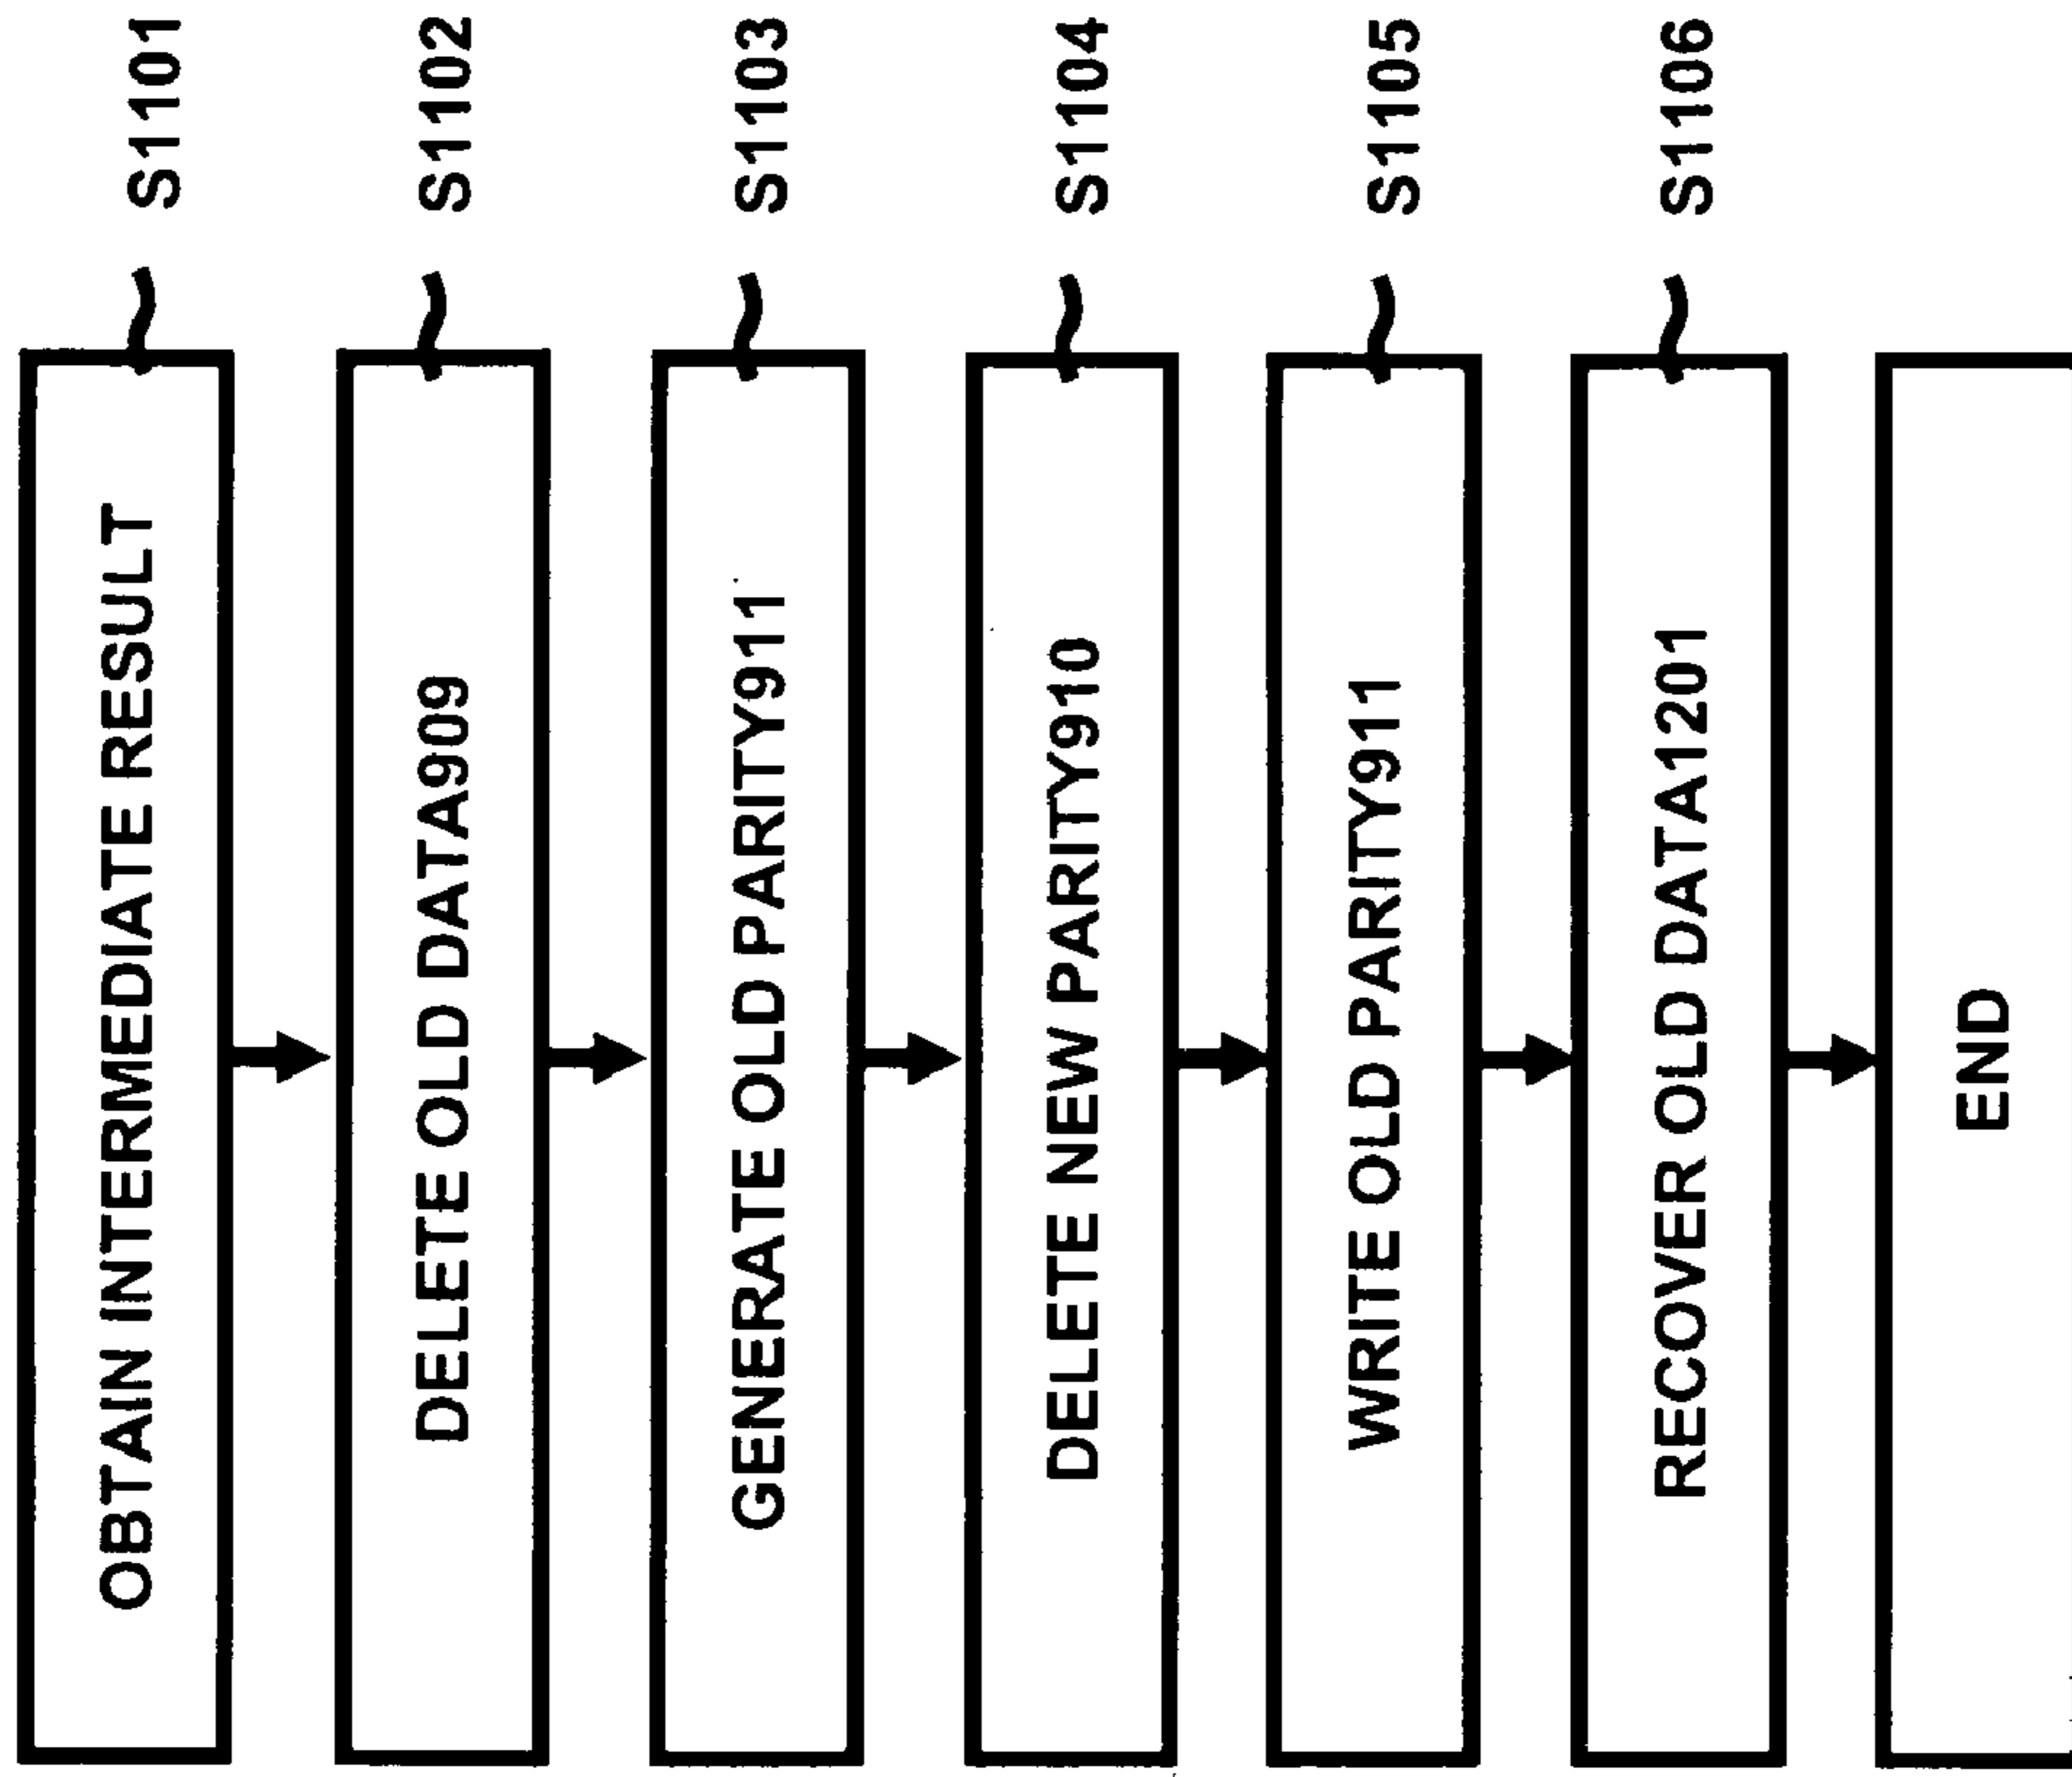 OBTAIN INTERMEDIATE RESULT
S1101
DELETE OLD DATA909
S1102
GENERATE OLD PARITY911
S1103
DELETE NEW PARITY910
S1104
WRITE OLD PARITY911
S1105
RECOVER OLD DATA1201
S1106
END